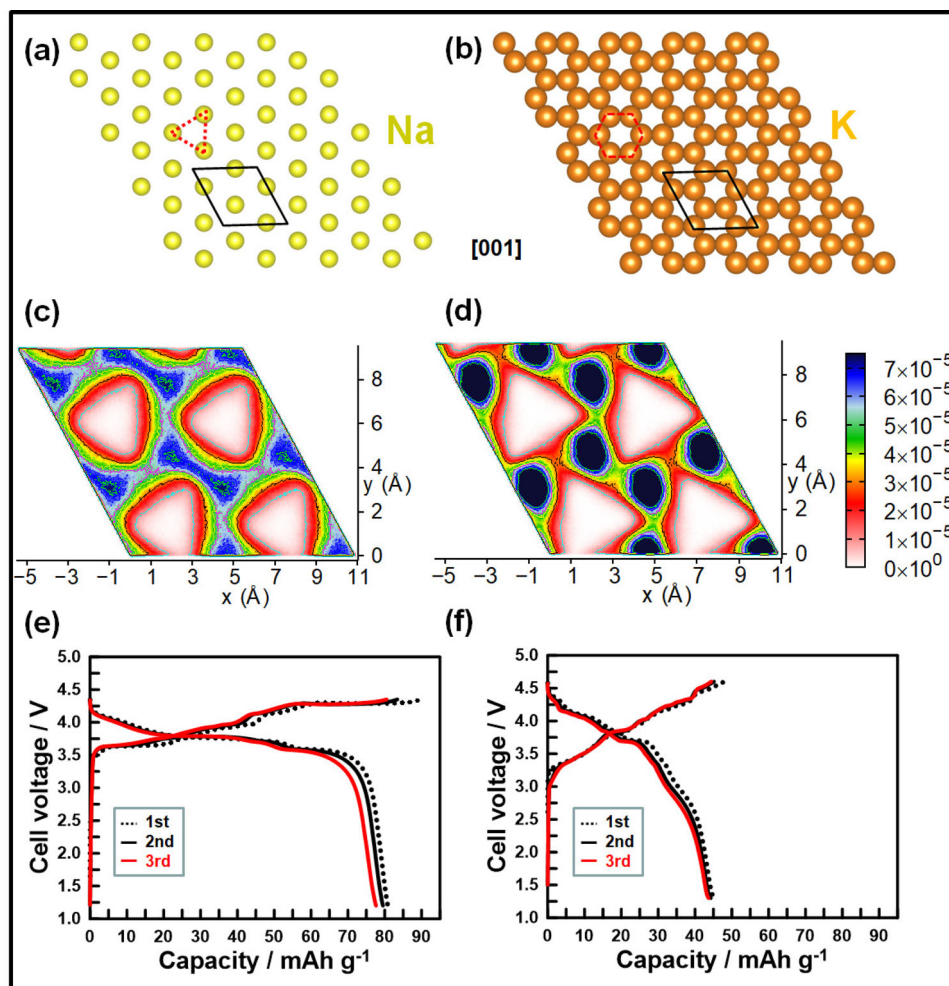 (a)
Na
(b)
K
[001]
(c)
8
6
4
y (Å)
2
0
−5 −3 −1 1 3 5 7 9 11
x (Å)
(d)
8
6
4
y (Å)
2
0
−5 −3 −1 1 3 5 7 9 11
x (Å)
7×10⁻⁵
6×10⁻⁵
5×10⁻⁵
4×10⁻⁵
3×10⁻⁵
2×10⁻⁵
1×10⁻⁵
0×10⁰
(e)
Cell voltage / V
5.0
4.5
4.0
3.5
3.0
2.5
2.0
1.5
1.0
1st
2nd
3rd
0 10 20 30 40 50 60 70 80 90
Capacity / mAh g⁻¹
(f)
Cell voltage / V
5.0
4.5
4.0
3.5
3.0
2.5
2.0
1.5
1.0
1st
2nd
3rd
0 10 20 30 40 50 60 70 80 90
Capacity / mAh g⁻¹